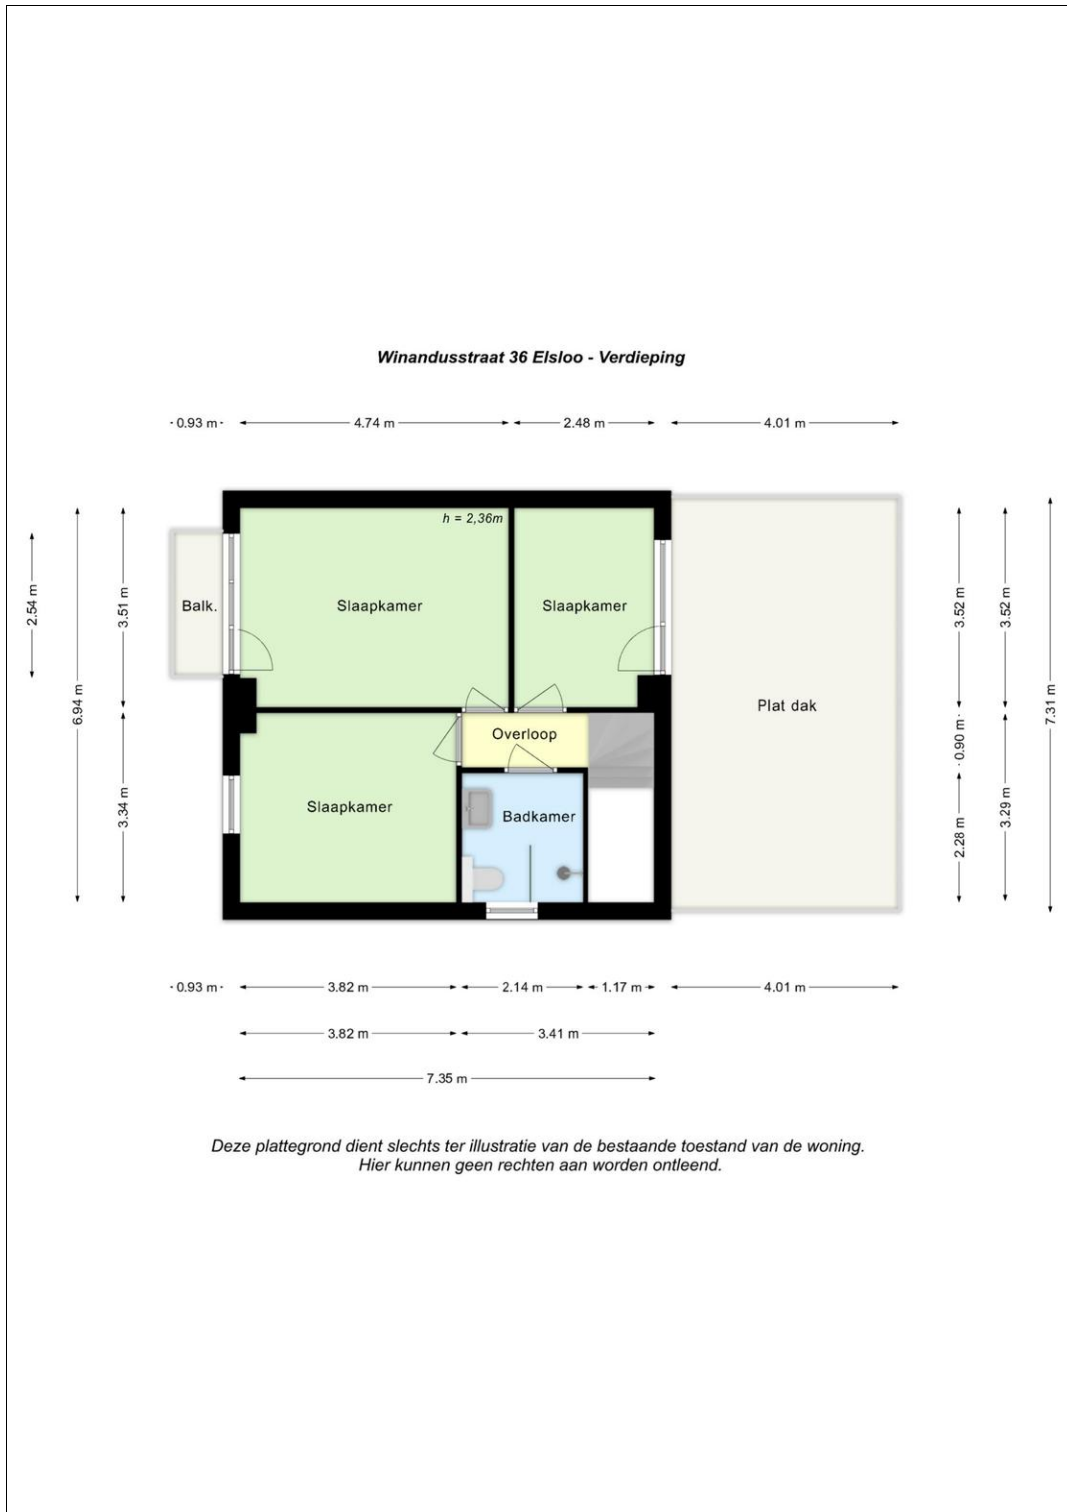 Winandusstraat 36 Elsloo - Verdieping
0.93 m
4.74 m
2.48 m
4.01 m
h = 2,36m
2.54 m
6.94 m
3.51 m
3.34 m
Balk.
Slaapkamer
Slaapkamer
Plat dak
Overloop
Slaapkamer
Badkamer
3.52 m
0.90 m
2.28 m
3.52 m
3.29 m
7.31 m
0.93 m
3.82 m
2.14 m
1.17 m
4.01 m
3.82 m
3.41 m
7.35 m
Deze plattegrond dient slechts ter illustratie van de bestaande toestand van de woning.
Hier kunnen geen rechten aan worden ontleend.